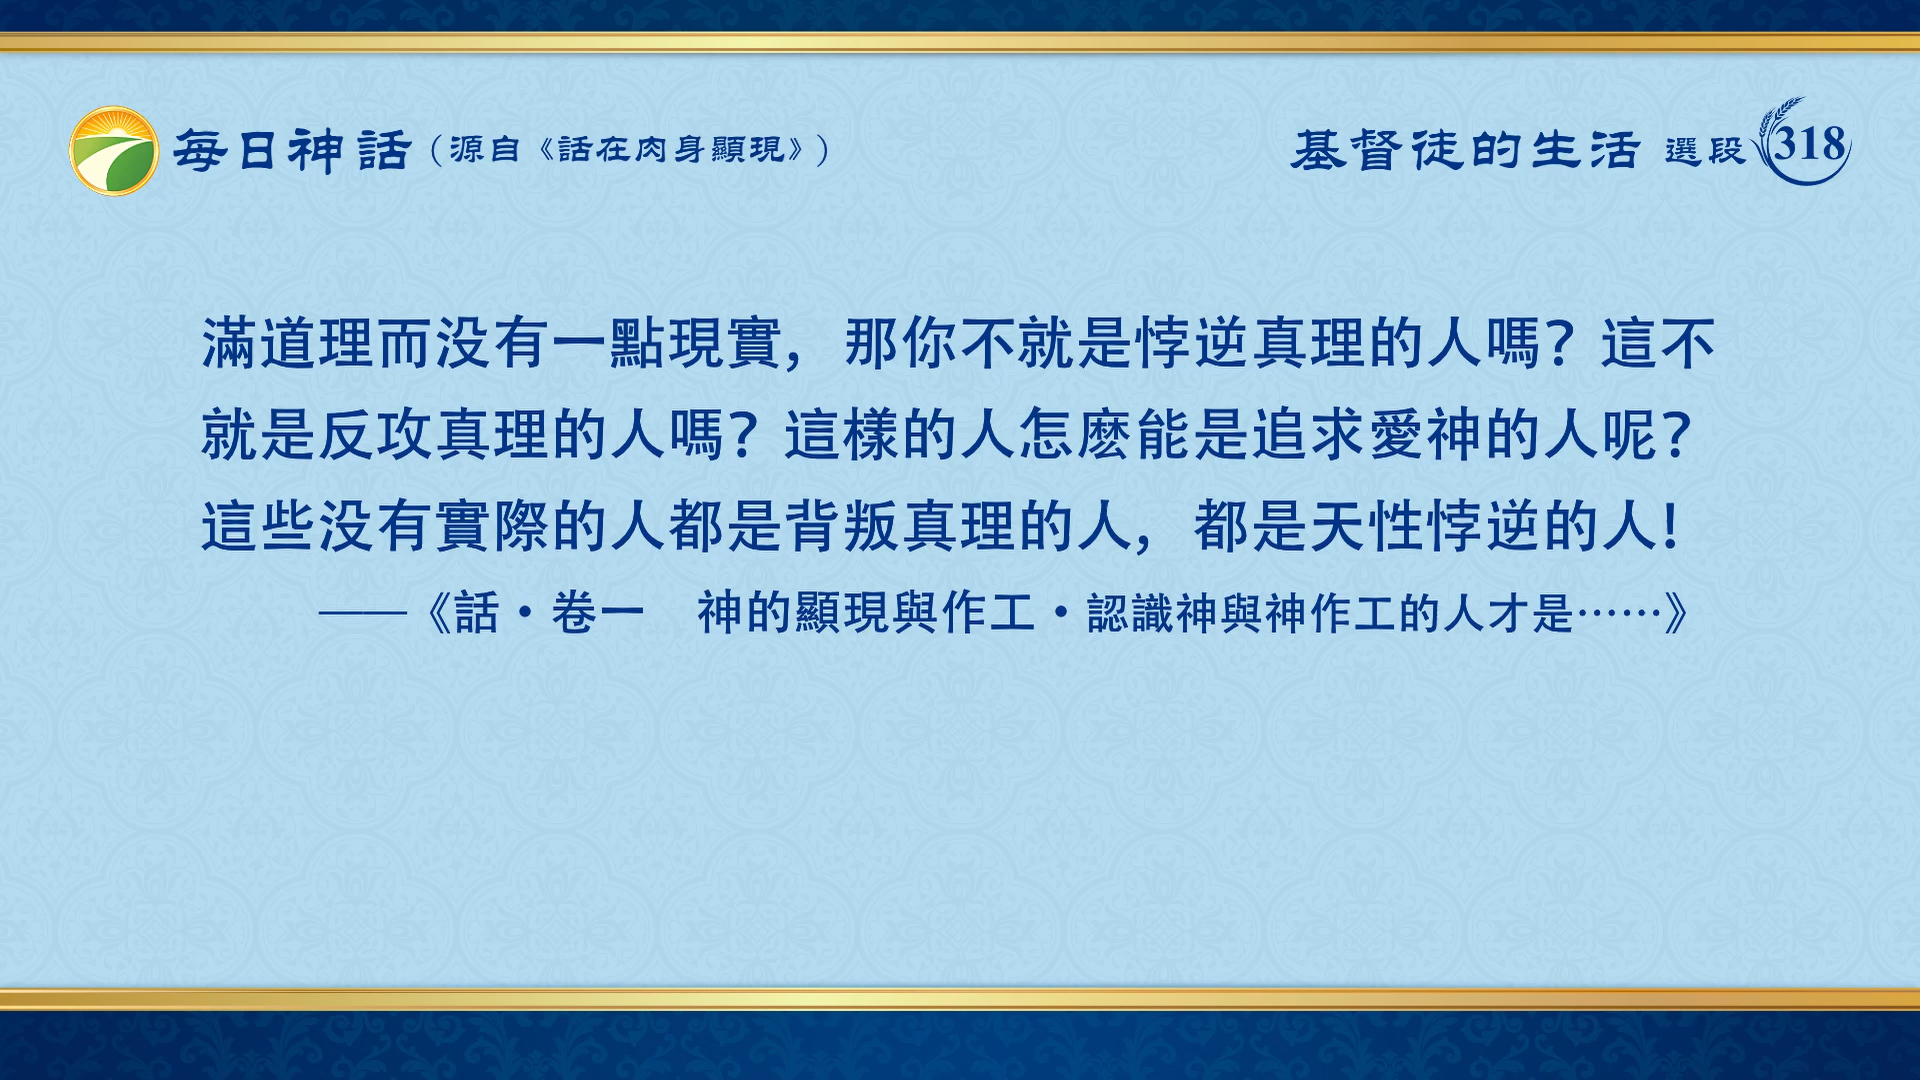 每日神話（源自《話在肉身顯現》）
基督徒的生活 選段 318
滿道理而没有一點現實，那你不就是悖逆真理的人嗎？這不
就是反攻真理的人嗎？這樣的人怎麽能是追求愛神的人呢？
這些没有實際的人都是背叛真理的人，都是天性悖逆的人！
——《話・卷一　神的顯現與作工・認識神與神作工的人才是……》